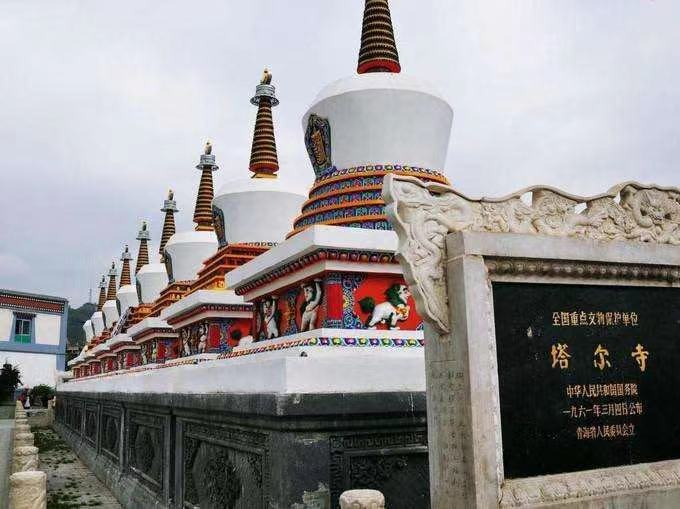 全国重点文物保护单位
塔尔寺
中华人民共和国国务院
一九六一年三月四日公布
青海省人民委员会立